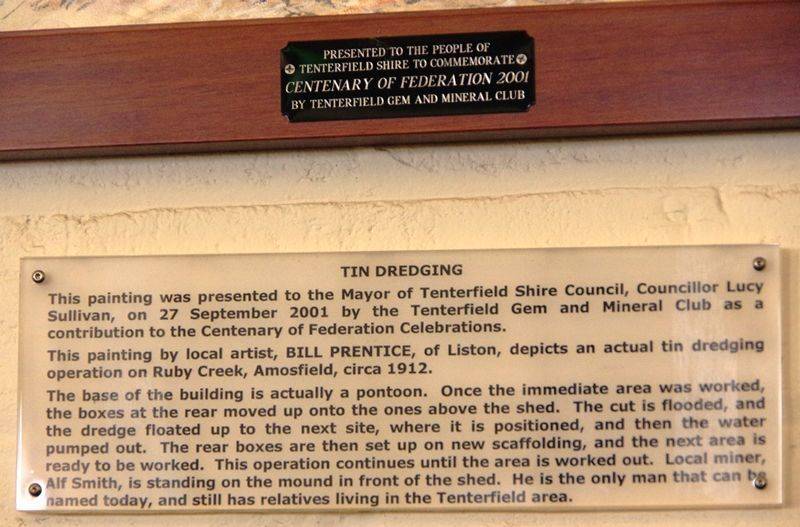 PRESENTED TO THE PEOPLE OF
TENTERFIELD SHIRE TO COMMEMORATE
CENTENARY OF FEDERATION 2001
BY TENTERFIELD GEM AND MINERAL CLUB
TIN DREDGING
This painting was presented to the Mayor of Tenterfield Shire Council, Councillor Lucy
Sullivan, on 27 September 2001 by the Tenterfield Gem and Mineral Club as a
contribution to the Centenary of Federation Celebrations.
This painting by local artist, BILL PRENTICE, of Liston, depicts an actual tin dredging
operation on Ruby Creek, Amosfield, circa 1912.
The base of the building is actually a pontoon. Once the immediate area was worked,
the boxes at the rear moved up onto the ones above the shed. The cut is flooded, and
the dredge floated up to the next site, where it is positioned, and then the water
pumped out. The rear boxes are then set up on new scaffolding, and the next area is
ready to be worked. This operation continues until the area is worked out. Local miner,
Alf Smith, is standing on the mound in front of the shed. He is the only man that can be
named today, and still has relatives living in the Tenterfield area.